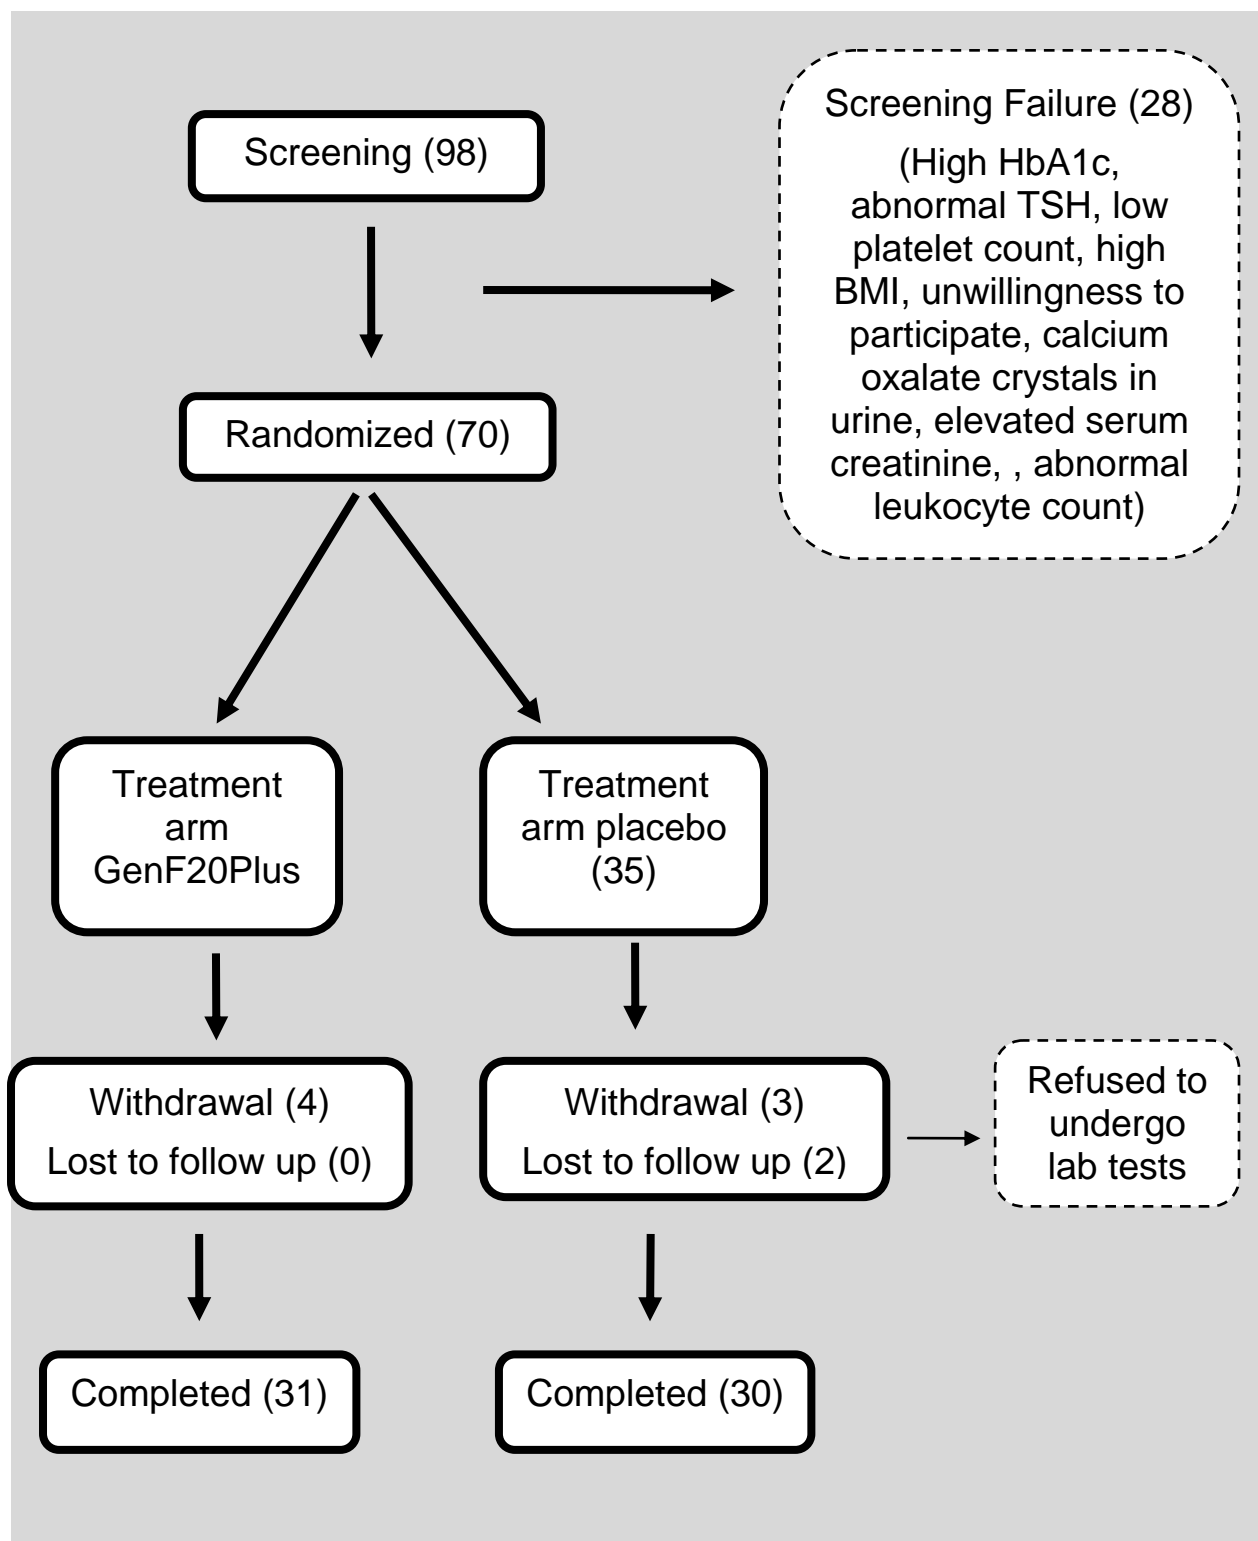 Screening (98)
Screening Failure (28)
(High HbA1c,
abnormal TSH, low
platelet count, high
BMI, unwillingness to
participate, calcium
oxalate crystals in
urine, elevated serum
creatinine, , abnormal
leukocyte count)
Randomized (70)
Treatment
arm
GenF20Plus
Treatment
arm placebo
(35)
Withdrawal (4)
Lost to follow up (0)
Withdrawal (3)
Lost to follow up (2)
Refused to
undergo
lab tests
Completed (31)
Completed (30)